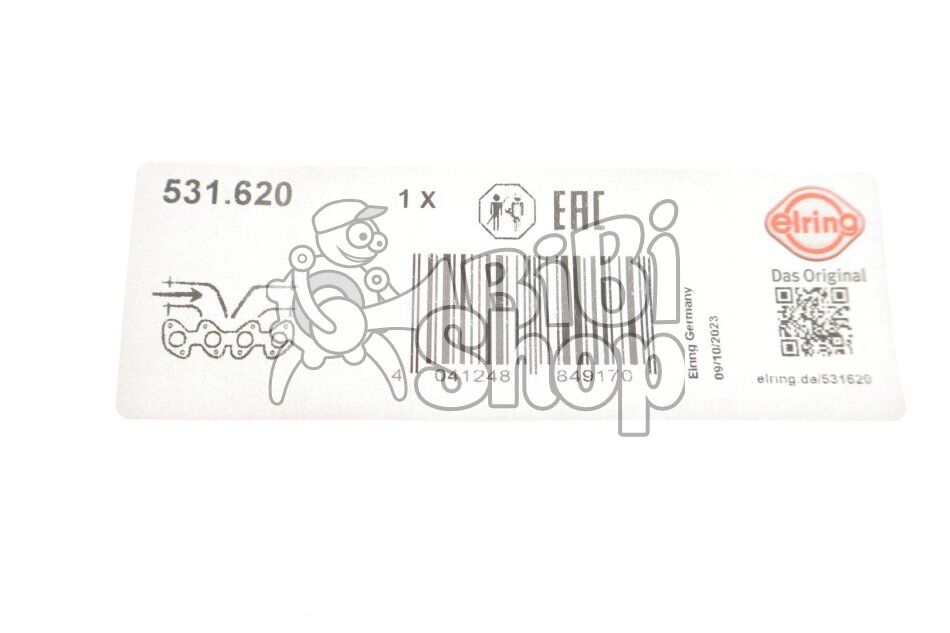 531.620
1 X
EAC
elring
Das Original
BiBi
Shop
4 041248 849170
Elring Germany
09/10/2023
elring.de/531620